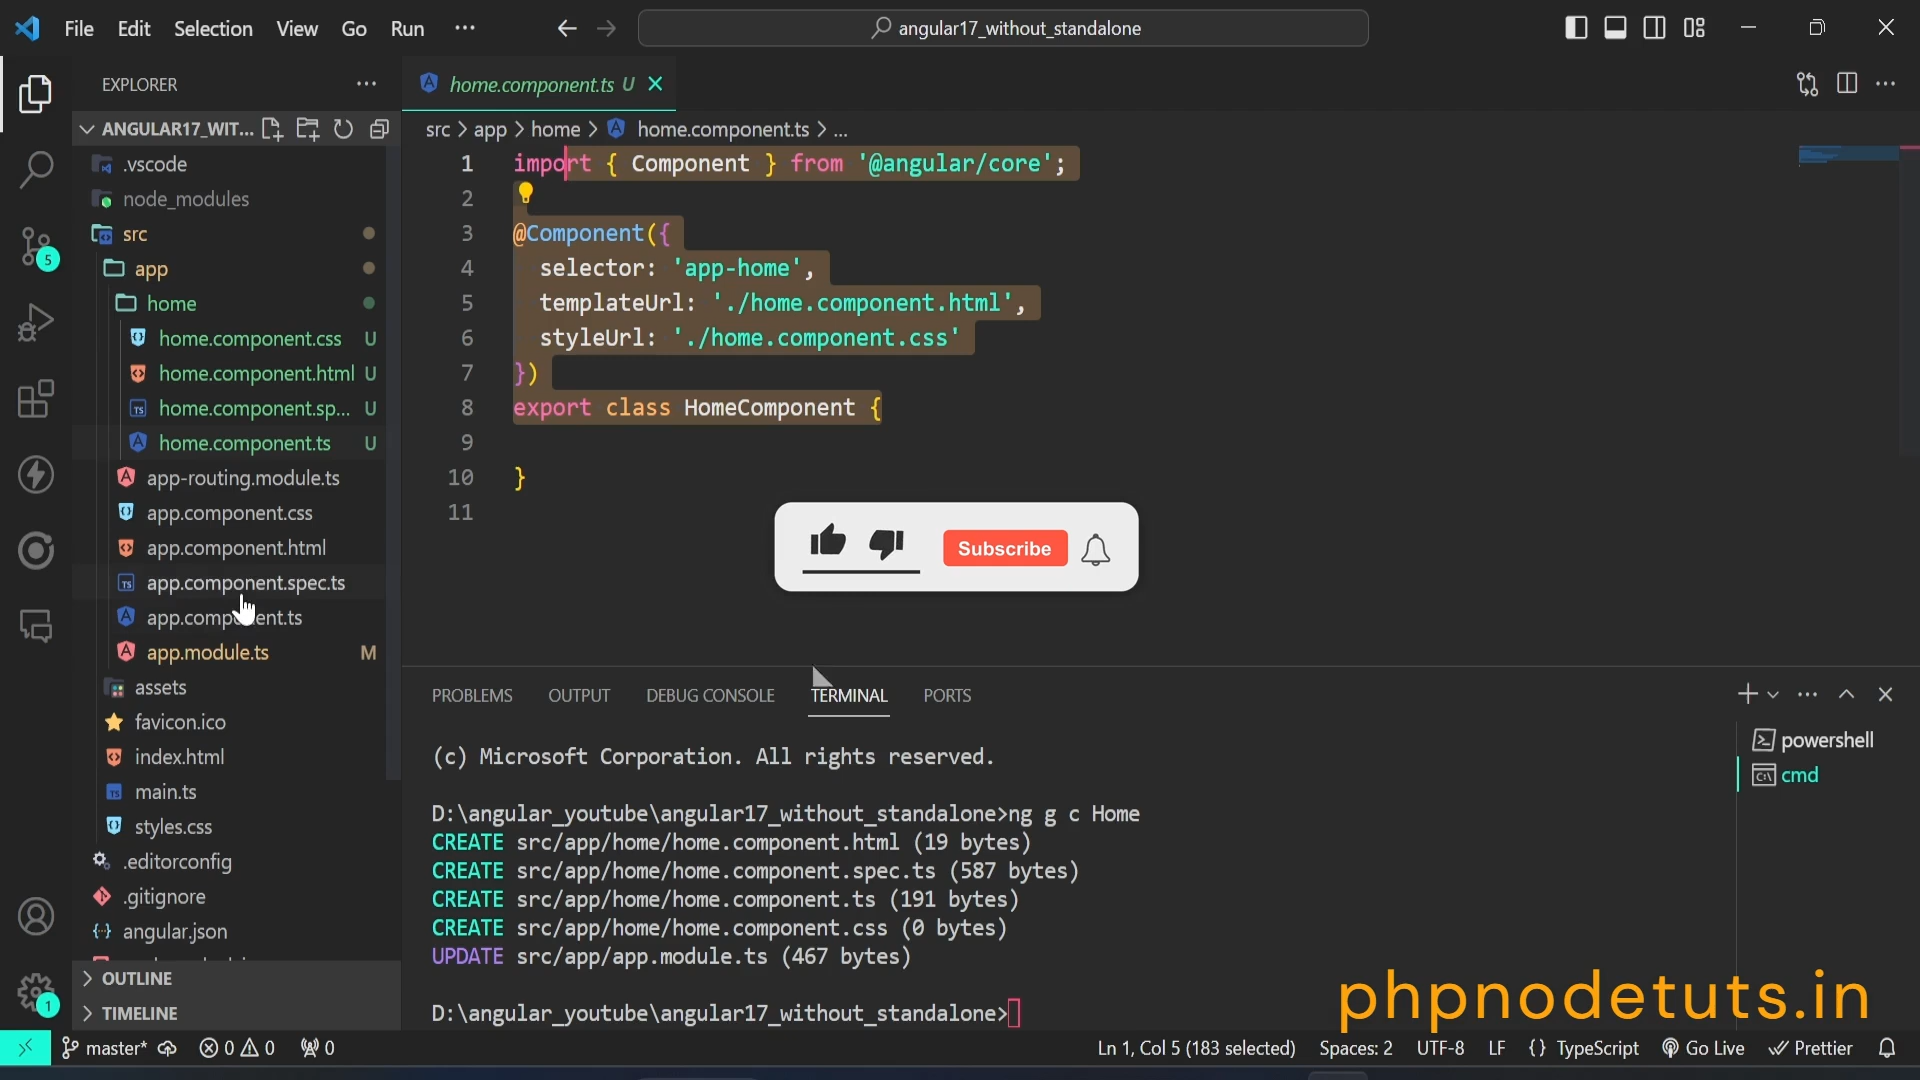 File Edit Selection View Go Run ...
angular17_without_standalone
EXPLORER
ANGULAR17_WIT...
.vscode
node_modules
src
app
home
home.component.css U
home.component.html U
home.component.sp... U
home.component.ts U
app-routing.module.ts
app.component.css
app.component.html
app.component.spec.ts
app.component.ts
app.module.ts M
assets
favicon.ico
index.html
main.ts
styles.css
.editorconfig
.gitignore
angular.json
OUTLINE
TIMELINE
5
1
home.component.ts U
src > app > home > home.component.ts > ...
1 import { Component } from '@angular/core';
2
3 @Component({
4 selector: 'app-home',
5 templateUrl: './home.component.html',
6 styleUrl: './home.component.css'
7 })
8 export class HomeComponent {
9
10 }
11
Subscribe
PROBLEMS OUTPUT DEBUG CONSOLE TERMINAL PORTS
(c) Microsoft Corporation. All rights reserved.
D:\angular_youtube\angular17_without_standalone>ng g c Home
CREATE src/app/home/home.component.html (19 bytes)
CREATE src/app/home/home.component.spec.ts (587 bytes)
CREATE src/app/home/home.component.ts (191 bytes)
CREATE src/app/home/home.component.css (0 bytes)
UPDATE src/app/app.module.ts (467 bytes)
D:\angular_youtube\angular17_without_standalone>
powershell
cmd
phpnodetuts.in
master* 0 0 0 Ln 1, Col 5 (183 selected) Spaces: 2 UTF-8 LF {} TypeScript Go Live Prettier